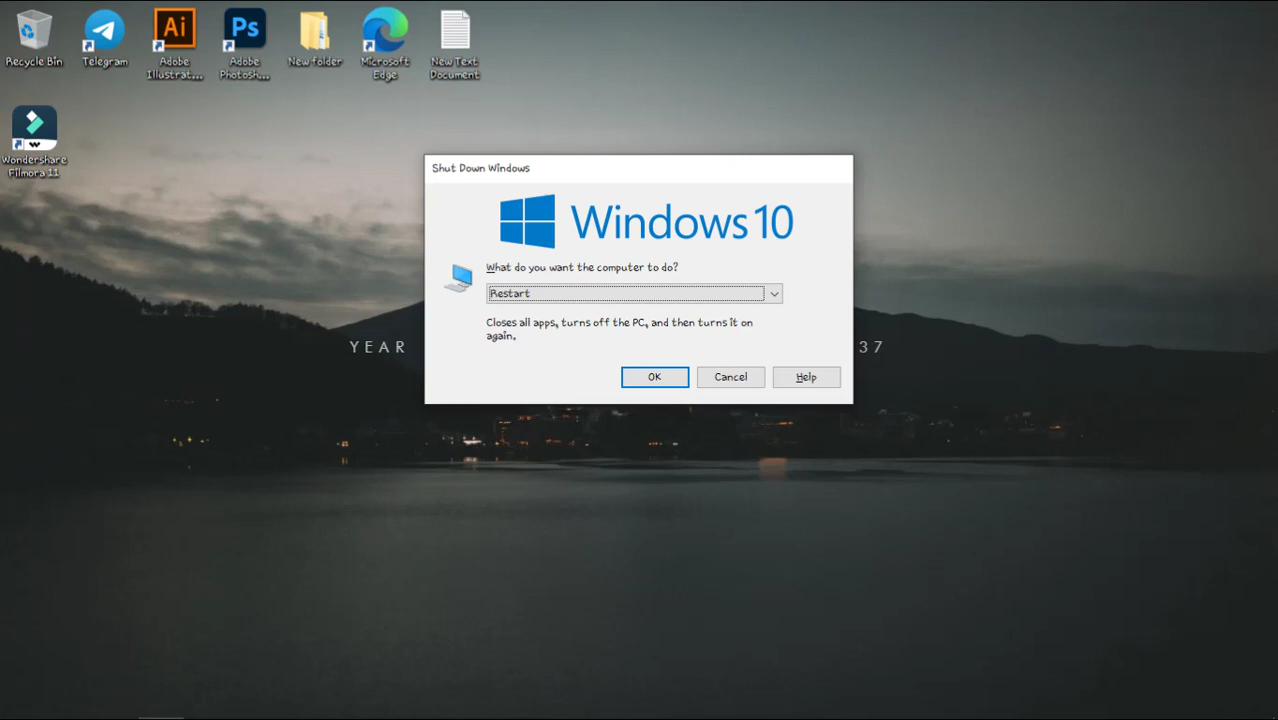 Recycle Bin
Telegram
Adobe
Illustrat...
Adobe
Photosh...
New folder
Microsoft
Edge
New Text
Document
Ai
Ps
Wondershare
Filmora 11
Shut Down Windows
Windows 10
What do you want the computer to do?
Restart
Closes all apps, turns off the PC, and then turns it on
again.
OK
Cancel
Help
YEAR
37